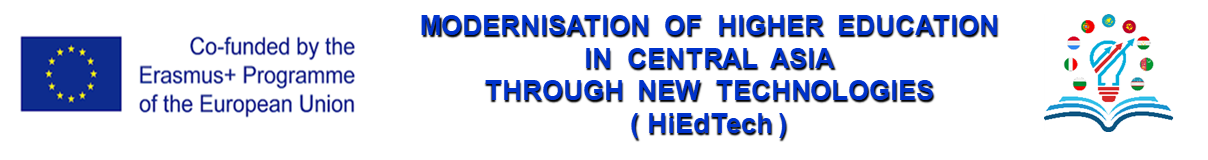 Co-funded by the
Erasmus+ Programme
of the European Union
MODERNISATION OF HIGHER EDUCATION
IN CENTRAL ASIA
THROUGH NEW TECHNOLOGIES
( HiEdTech )